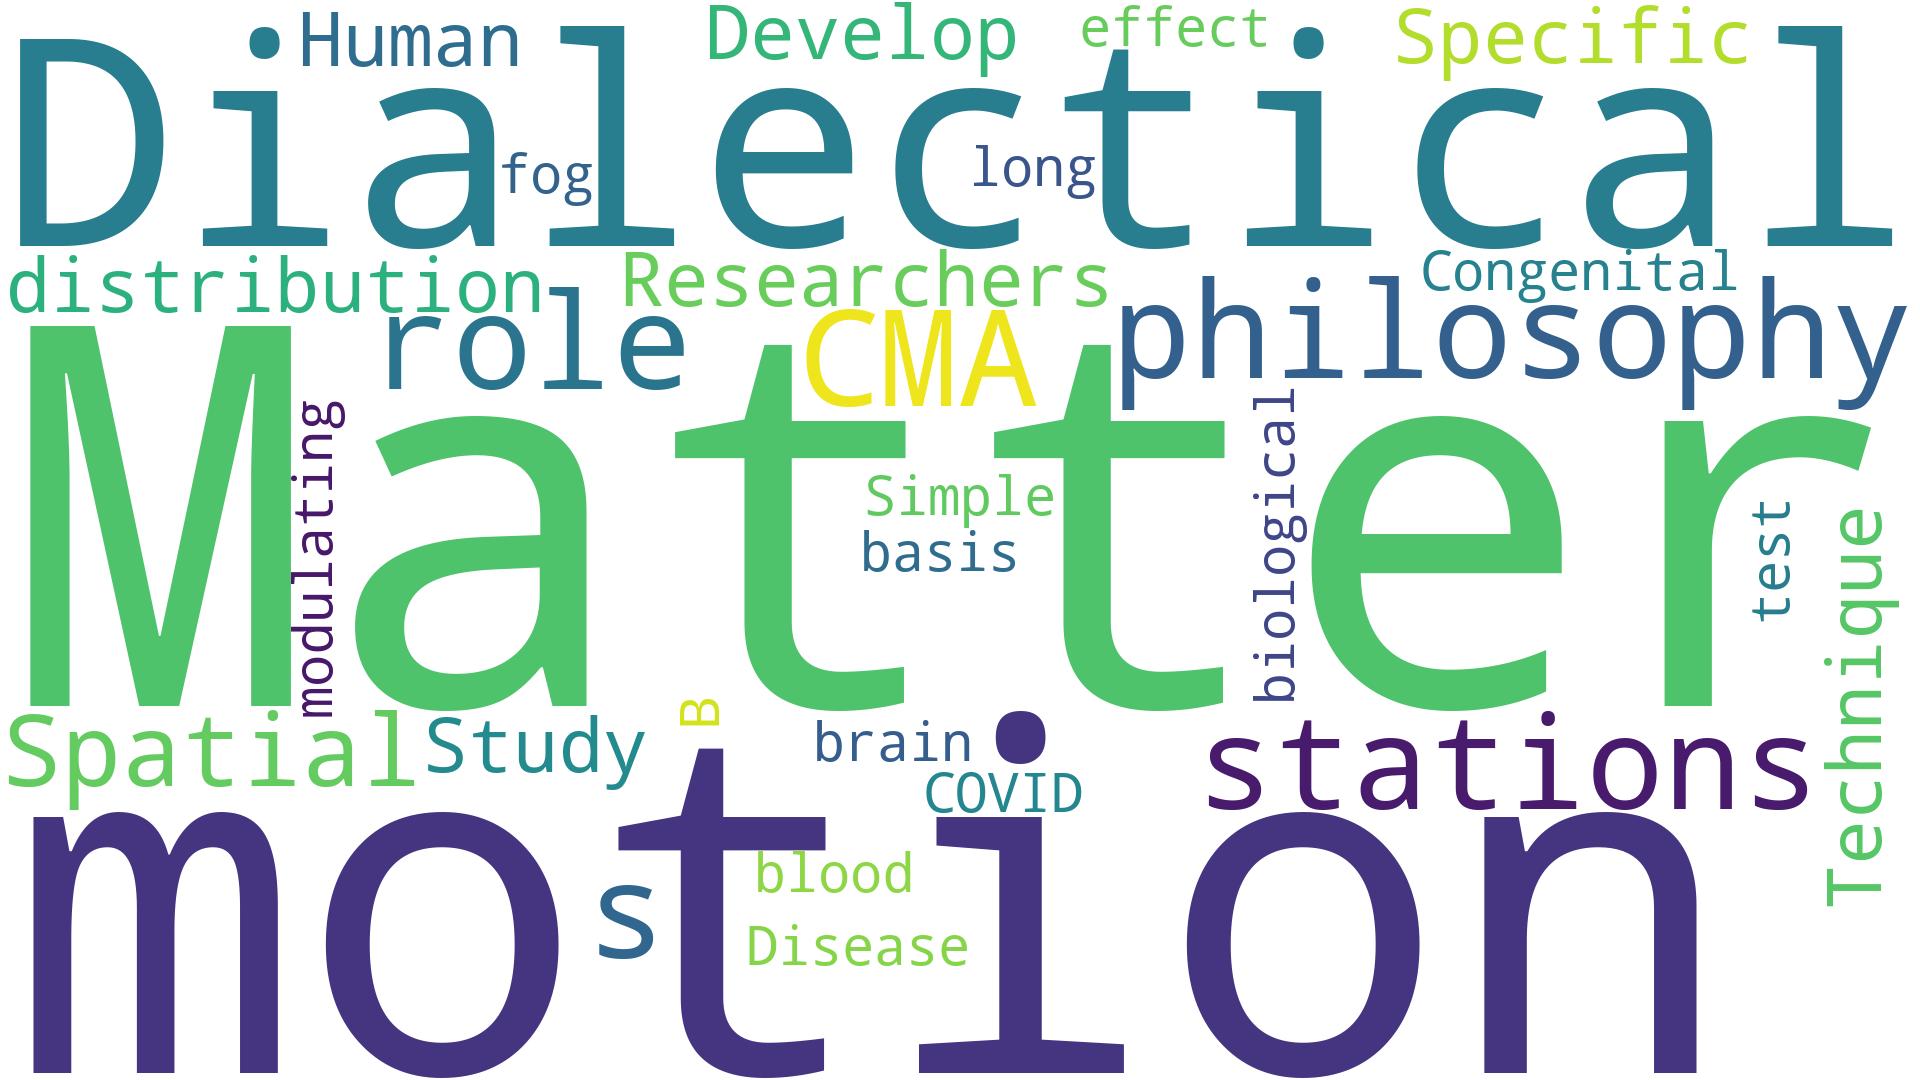 Human
Develop
effect
Specific
Dialectical
fog
long
distribution
Researchers
Congenital
role
CMA
philosophy
Matter
modulating
Simple
basis
biological
test
Technique
Spatial
Study
B
brain
COVID
stations
motion
s
blood
Disease